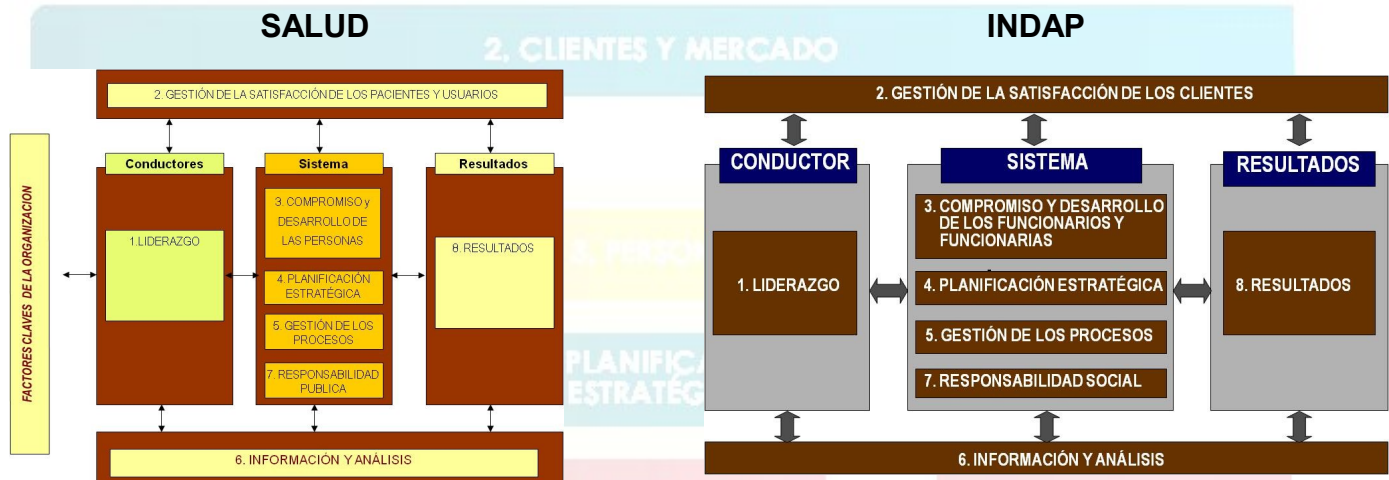 SALUD
INDAP
2. CLIENTES Y MERCADO
2. GESTIÓN DE LA SATISFACCIÓN DE LOS PACIENTES Y USUARIOS
FACTORES CLAVES DE LA ORGANIZACION
Conductores
Sistema
Resultados
1.LIDERAZGO
3. COMPROMISO y
DESARROLLO DE
LAS PERSONAS
4. PLANIFICACIÓN
ESTRATÉGICA
5. GESTIÓN DE LOS
PROCESOS
7. RESPONSABILIDAD
PUBLICA
8. RESULTADOS
6. INFORMACIÓN Y ANÁLISIS
3. PERSO
PLANIFICA
ESTRATÉG
2. GESTIÓN DE LA SATISFACCIÓN DE LOS CLIENTES
CONDUCTOR
SISTEMA
RESULTADOS
1. LIDERAZGO
3. COMPROMISO Y DESARROLLO
DE LOS FUNCIONARIOS Y
FUNCIONARIAS
4. PLANIFICACIÓN ESTRATÉGICA
5. GESTIÓN DE LOS PROCESOS
7. RESPONSABILIDAD SOCIAL
8. RESULTADOS
6. INFORMACIÓN Y ANÁLISIS